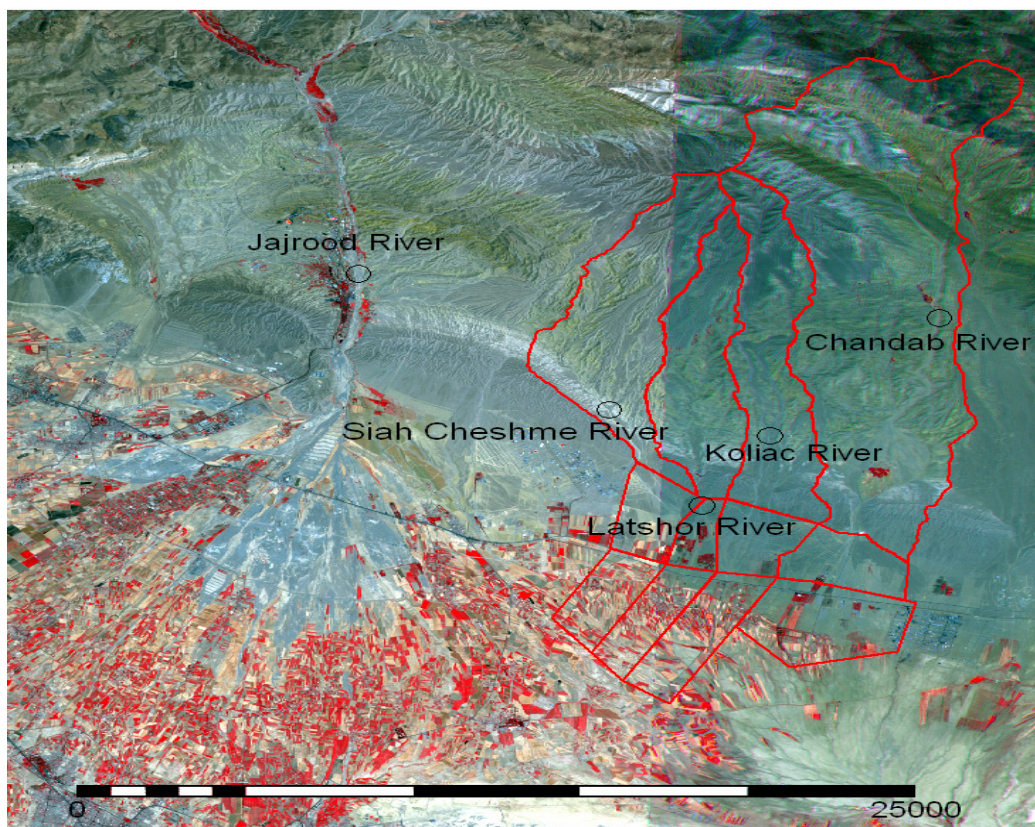 Jajrood River
Chandab River
Siah Cheshme River
Koliac River
Latshor River
0
25000